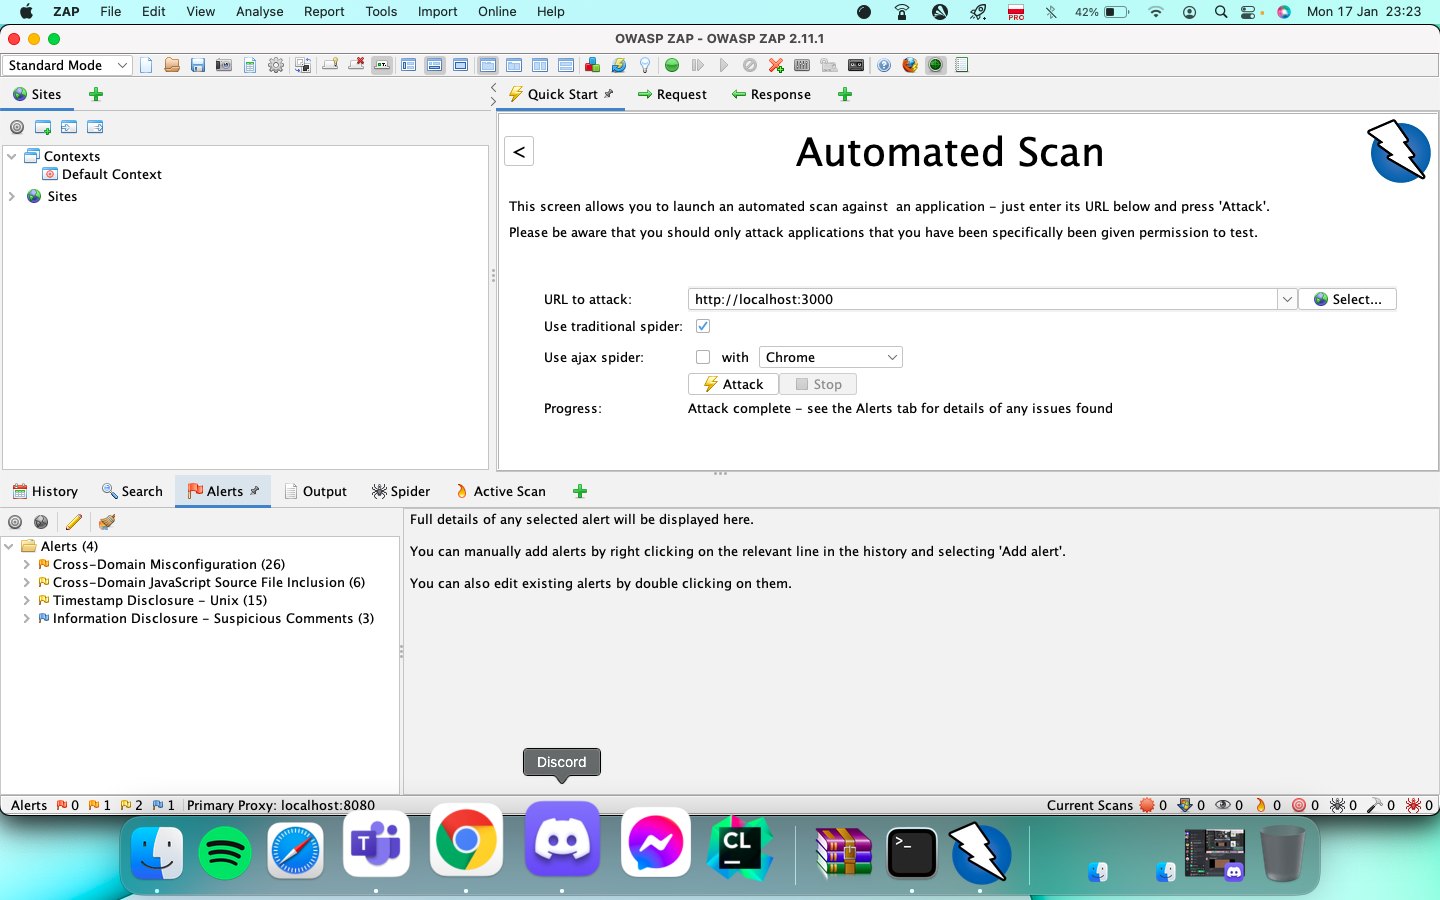 ZAP File Edit View Analyse Report Tools Import Online Help PRO 42% Mon 17 Jan 23:23
OWASP ZAP - OWASP ZAP 2.11.1
Standard Mode
Sites
Quick Start Request Response
Contexts
Default Context
Sites
<
Automated Scan
This screen allows you to launch an automated scan against  an application – just enter its URL below and press 'Attack'.
Please be aware that you should only attack applications that you have been specifically been given permission to test.
URL to attack: http://localhost:3000 Select...
Use traditional spider:
Use ajax spider: with Chrome
Attack Stop
Progress: Attack complete – see the Alerts tab for details of any issues found
History Search Alerts Output Spider Active Scan
Alerts (4)
Cross-Domain Misconfiguration (26)
Cross-Domain JavaScript Source File Inclusion (6)
Timestamp Disclosure – Unix (15)
Information Disclosure – Suspicious Comments (3)
Full details of any selected alert will be displayed here.
You can manually add alerts by right clicking on the relevant line in the history and selecting 'Add alert'.
You can also edit existing alerts by double clicking on them.
Discord
Alerts 0 1 2 1 Primary Proxy: localhost:8080 Current Scans 0 0 0 0 0 0 0 0
CL
>_